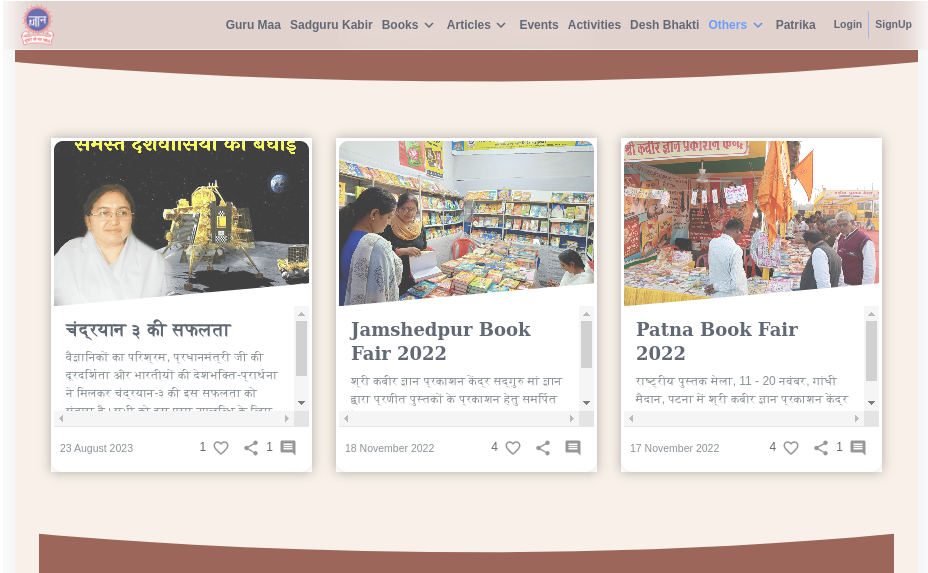 ज्ञान
Guru Maa Sadguru Kabir Books Articles Events Activities Desh Bhakti Others Patrika Login SignUp
समस्त देशवासियों को बधाई
श्री कबीर ज्ञान प्रकाशन केन्द्र
चंद्रयान ३ की सफलता
वैज्ञानिकों का परिश्रम, प्रधानमंत्री जी की
दूरदर्शिता और भारतीयों की देशभक्ति-प्रार्थना
ने मिलकर चंद्रयान-३ की इस सफलता को
23 August 2023 1 1
Jamshedpur Book
Fair 2022
श्री कबीर ज्ञान प्रकाशन केंद्र सद्गुरु मां ज्ञान
द्वारा प्रणीत पुस्तकों के प्रकाशन हेतु समर्पित
18 November 2022 4
Patna Book Fair
2022
राष्ट्रीय पुस्तक मेला, 11 - 20 नवंबर, गांधी
मैदान, पटना में श्री कबीर ज्ञान प्रकाशन केंद्र
17 November 2022 4 1